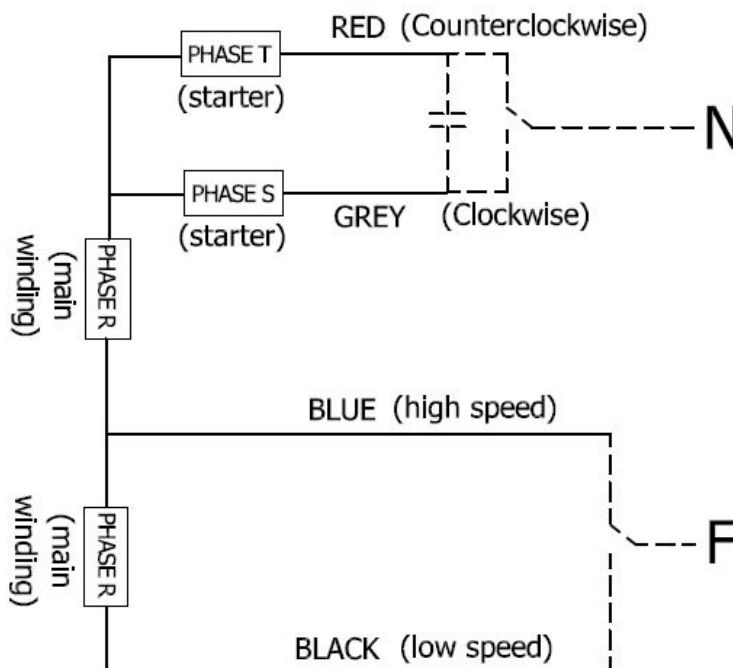 RED (Counterclockwise)
PHASE T
(starter)
N
PHASE S
(starter)
GREY (Clockwise)
PHASE R
(main
winding)
BLUE (high speed)
PHASE R
(main
winding)
F
BLACK (low speed)